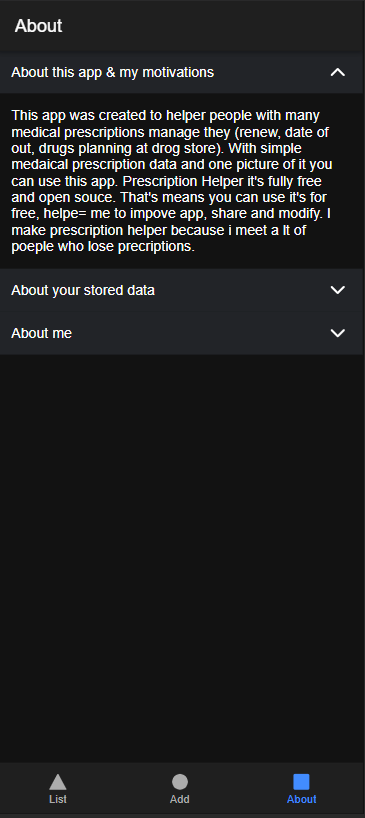 About
About this app & my motivations
This app was created to helper people with many
medical prescriptions manage they (renew, date of
out, drugs planning at drog store). With simple
medaical prescription data and one picture of it you
can use this app. Prescription Helper it's fully free
and open souce. That's means you can use it's for
free, helpe= me to impove app, share and modify. I
make prescription helper because i meet a lt of
poeple who lose precriptions.
About your stored data
About me
List
Add
About